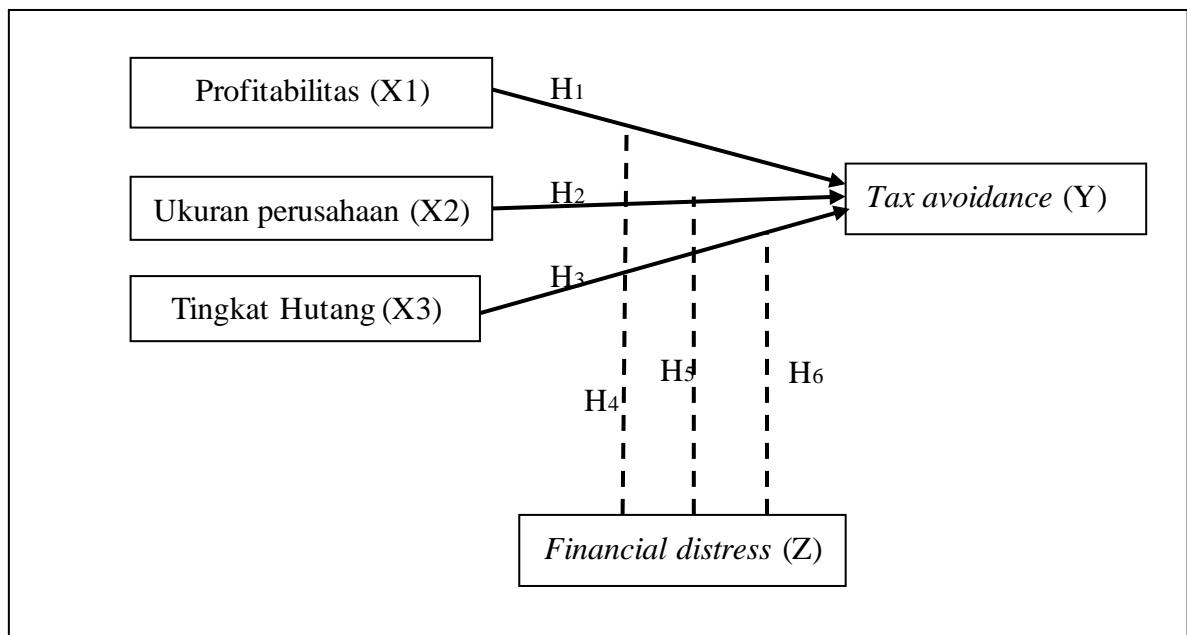 Profitabilitas (X1)
H1
Ukuran perusahaan (X2)
H2
Tax avoidance (Y)
Tingkat Hutang (X3)
H3
H4
H5
H6
Financial distress (Z)